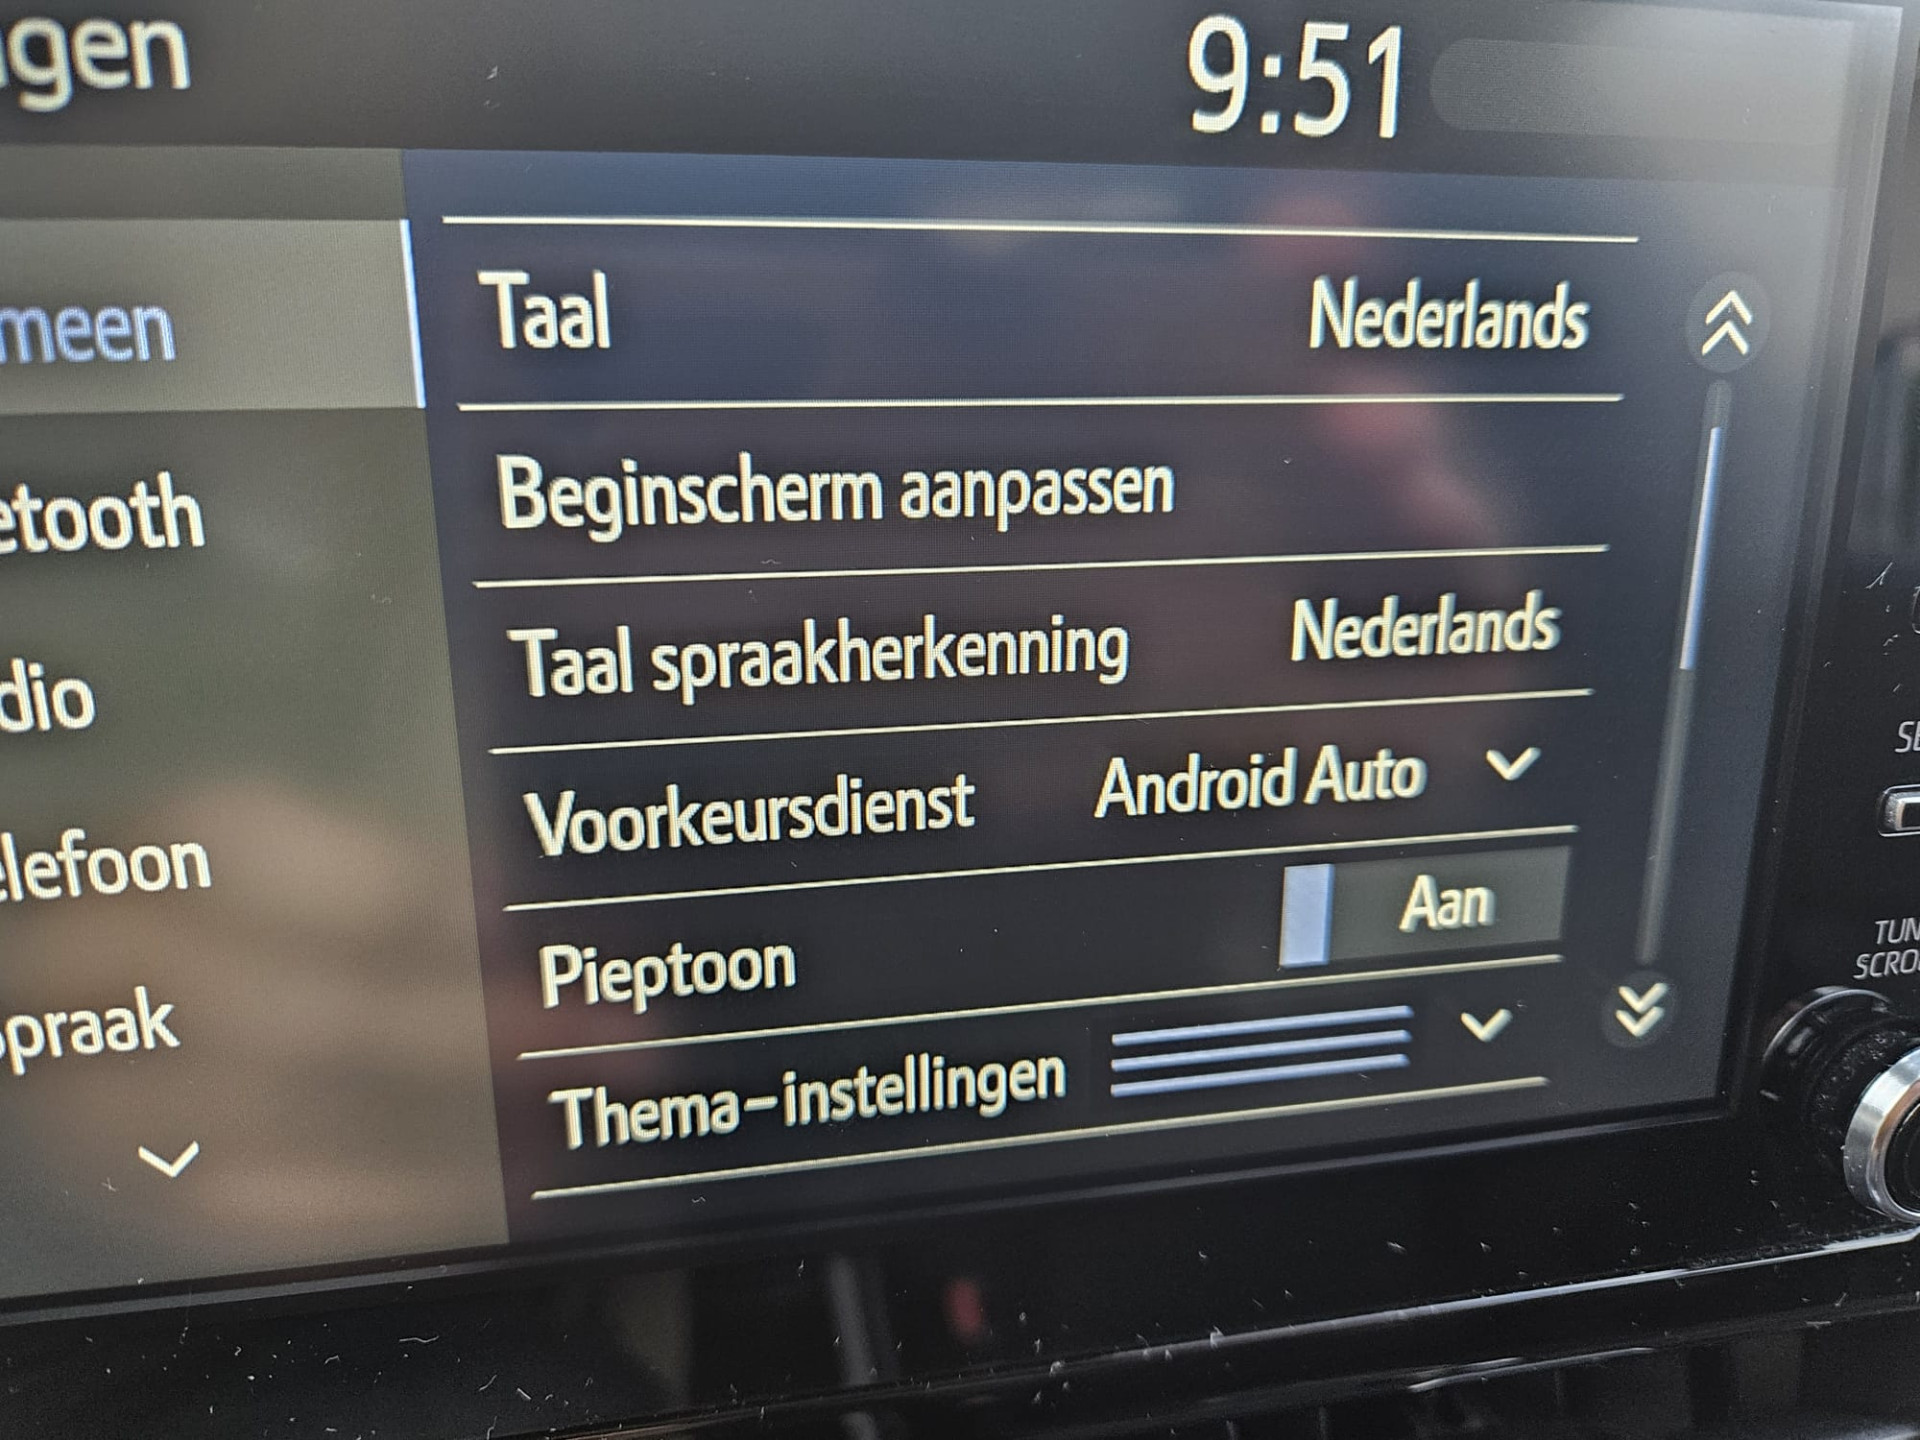 gen
9:51
meen
etooth
dio
elefoon
praak
Taal Nederlands
Beginscherm aanpassen
Taal spraakherkenning Nederlands
Voorkeursdienst Android Auto
Pieptoon Aan
Thema-instellingen
SE
TUN
SCRO